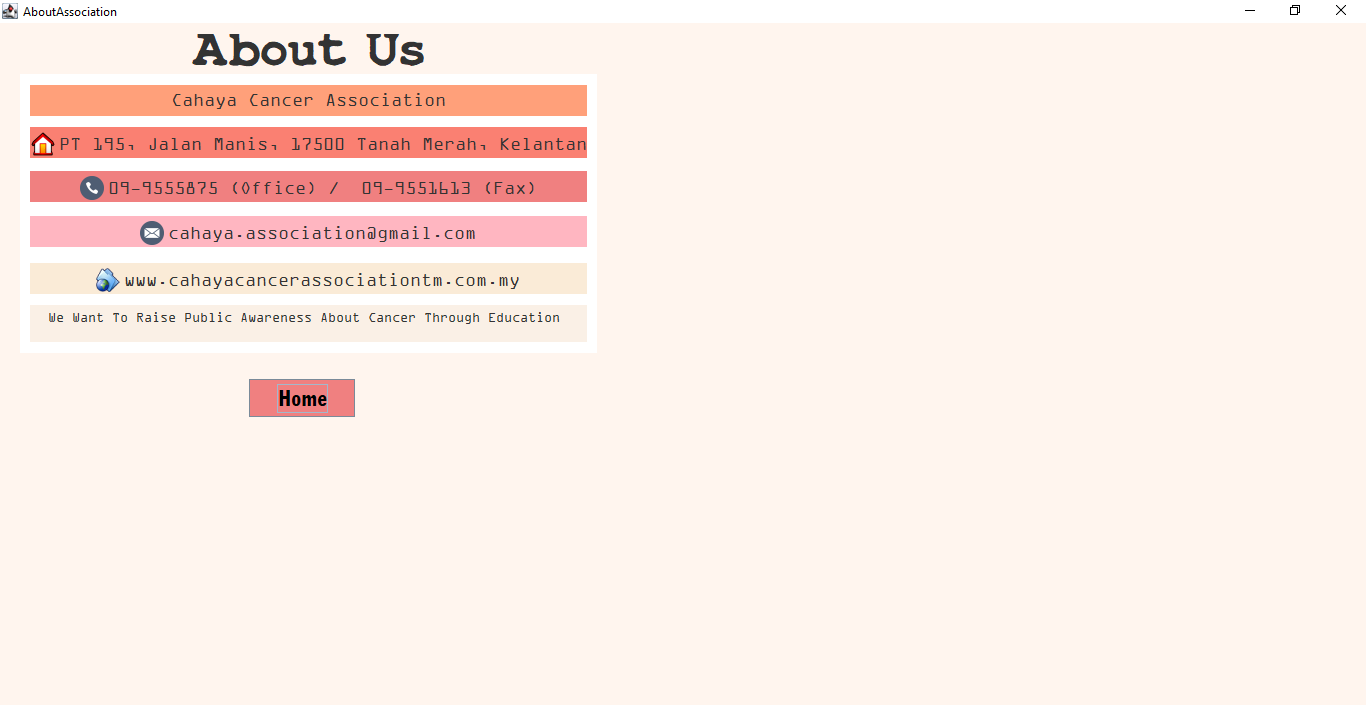 AboutAssociation
About Us
Cahaya Cancer Association
PT 195, Jalan Manis, 17500 Tanah Merah, Kelantan
09-9555875 (Office) /  09-9551613 (Fax)
cahaya.association@gmail.com
www.cahayacancerassociationtm.com.my
We Want To Raise Public Awareness About Cancer Through Education
Home